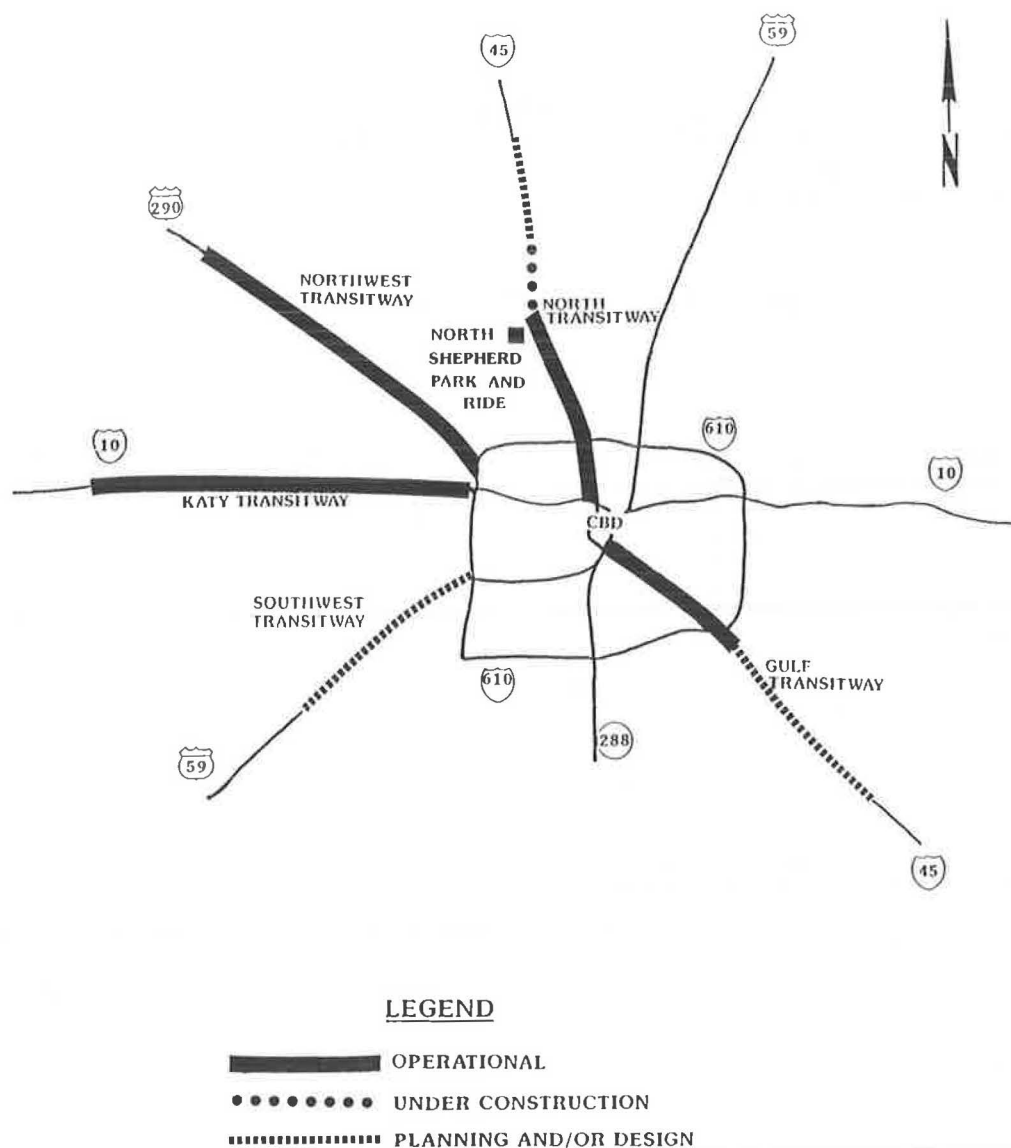 59
45
N
290
NORTHWEST
TRANSITWAY
NORTH
TRANSITWAY
NORTH
SHEPHERD
PARK AND
RIDE
610
10
10
KATY TRANSITWAY
CBD
SOUTHWEST
TRANSITWAY
GULF
TRANSITWAY
610
288
59
45
LEGEND
OPERATIONAL
UNDER CONSTRUCTION
PLANNING AND/OR DESIGN